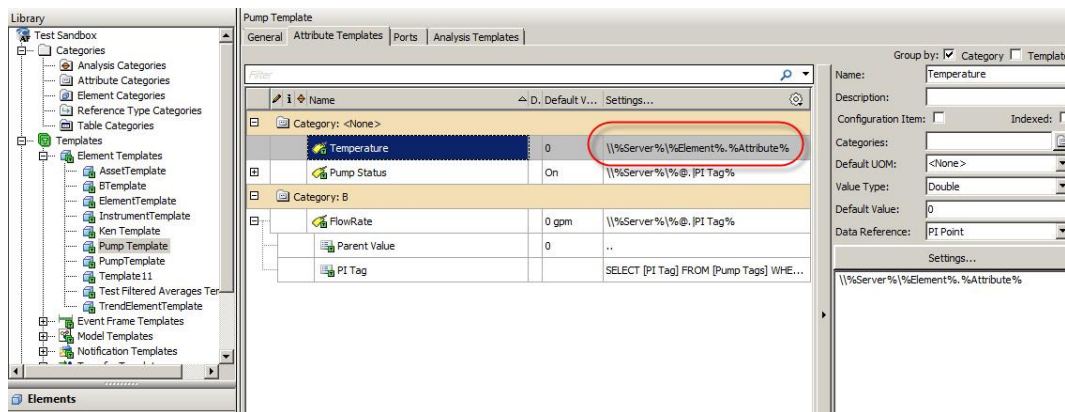 Library
Test Sandbox
Categories
Analysis Categories
Attribute Categories
Element Categories
Reference Type Categories
Table Categories
Templates
Element Templates
AssetTemplate
BTemplate
ElementTemplate
InstrumentTemplate
Ken Template
Pump Template
PumpTemplate
Template11
Test Filtered Averages Ter
TrendElementTemplate
Event Frame Templates
Model Templates
Notification Templates
Elements
Pump Template
General Attribute Templates Ports Analysis Templates
Group by: Category Template
Filter
Name D. Default V... Settings...
Category: <None>
Temperature 0 \\%Server%\%Element%.%Attribute%
Pump Status On \\%Server%\%@.|PI Tag%
Category: B
FlowRate 0 gpm \\%Server%\%@.|PI Tag%
Parent Value 0 ..
PI Tag SELECT [PI Tag] FROM [Pump Tags] WHE...
Name: Temperature
Description:
Configuration Item: Indexed:
Categories:
Default UOM: <None>
Value Type: Double
Default Value: 0
Data Reference: PI Point
Settings...
\\%Server%\%Element%.%Attribute%